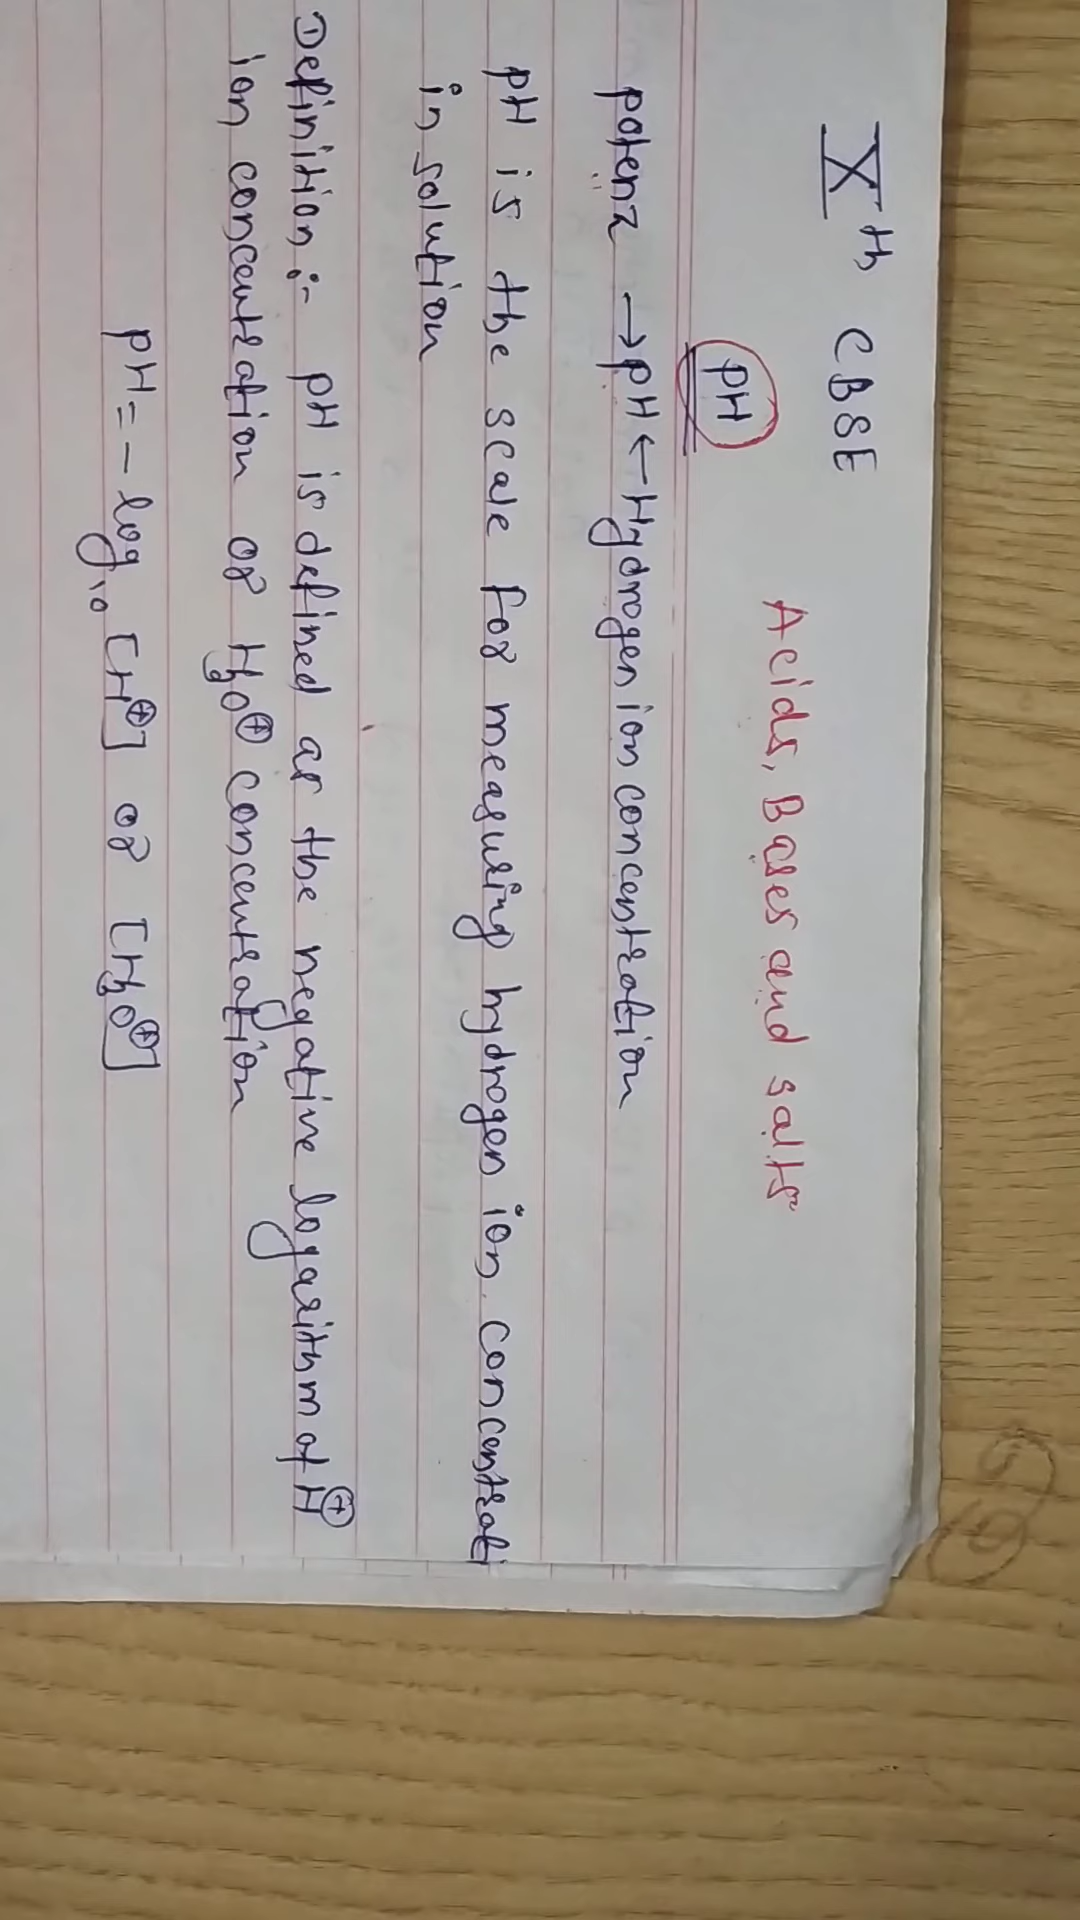 Xth CBSE
Acids, Bases and salts
pH
potenz → pH ← Hydrogen ion concentration
pH is the scale for measuring hydrogen ion concentrati
in solution
Definition :- pH is defined as the negative logarithm of H⊕
ion concentration or H₃O⊕ concentration
pH = - log₁₀ [H⊕] or [H₃O⊕]